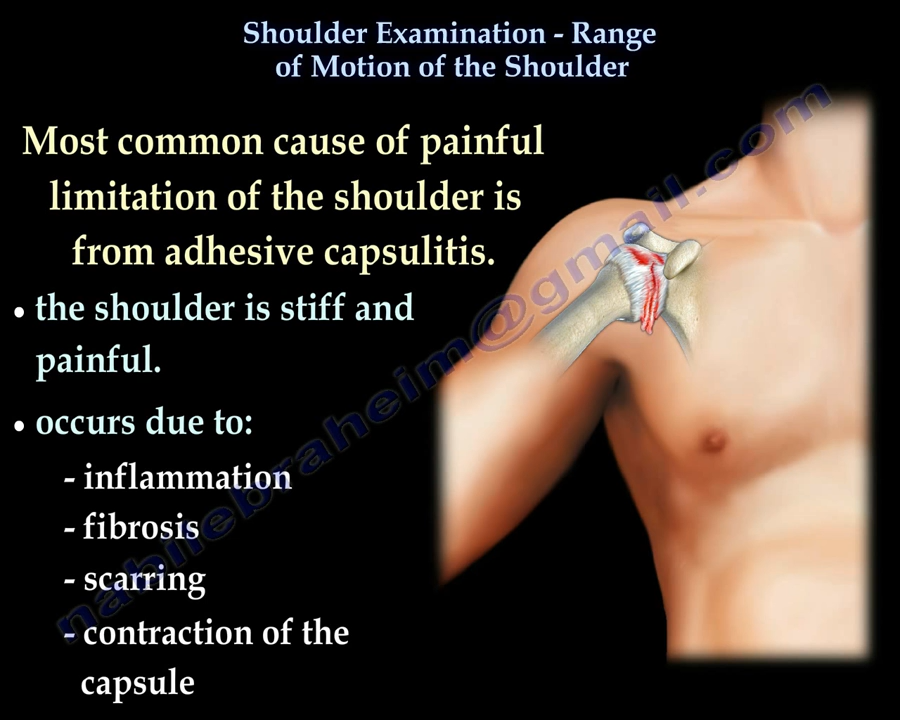 Shoulder Examination - Range
of Motion of the Shoulder
Most common cause of painful
limitation of the shoulder is
from adhesive capsulitis.
• the shoulder is stiff and
painful.
• occurs due to:
- inflammation
- fibrosis
- scarring
- contraction of the
capsule
nabilebraheim@gmail.com